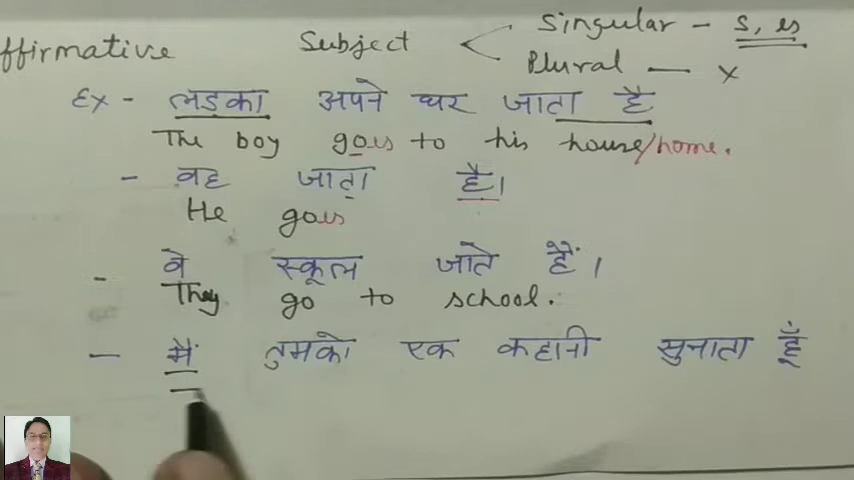 Singular - s, es
ffirmative Subject <
Plural — x
Ex - लड़का अपने घर जाता है
The boy goes to his house/home.
- वह जाता है।
He goes
- वे स्कूल जाते हैं।
They go to school.
- मैं तुमको एक कहानी सुनाता हूँ